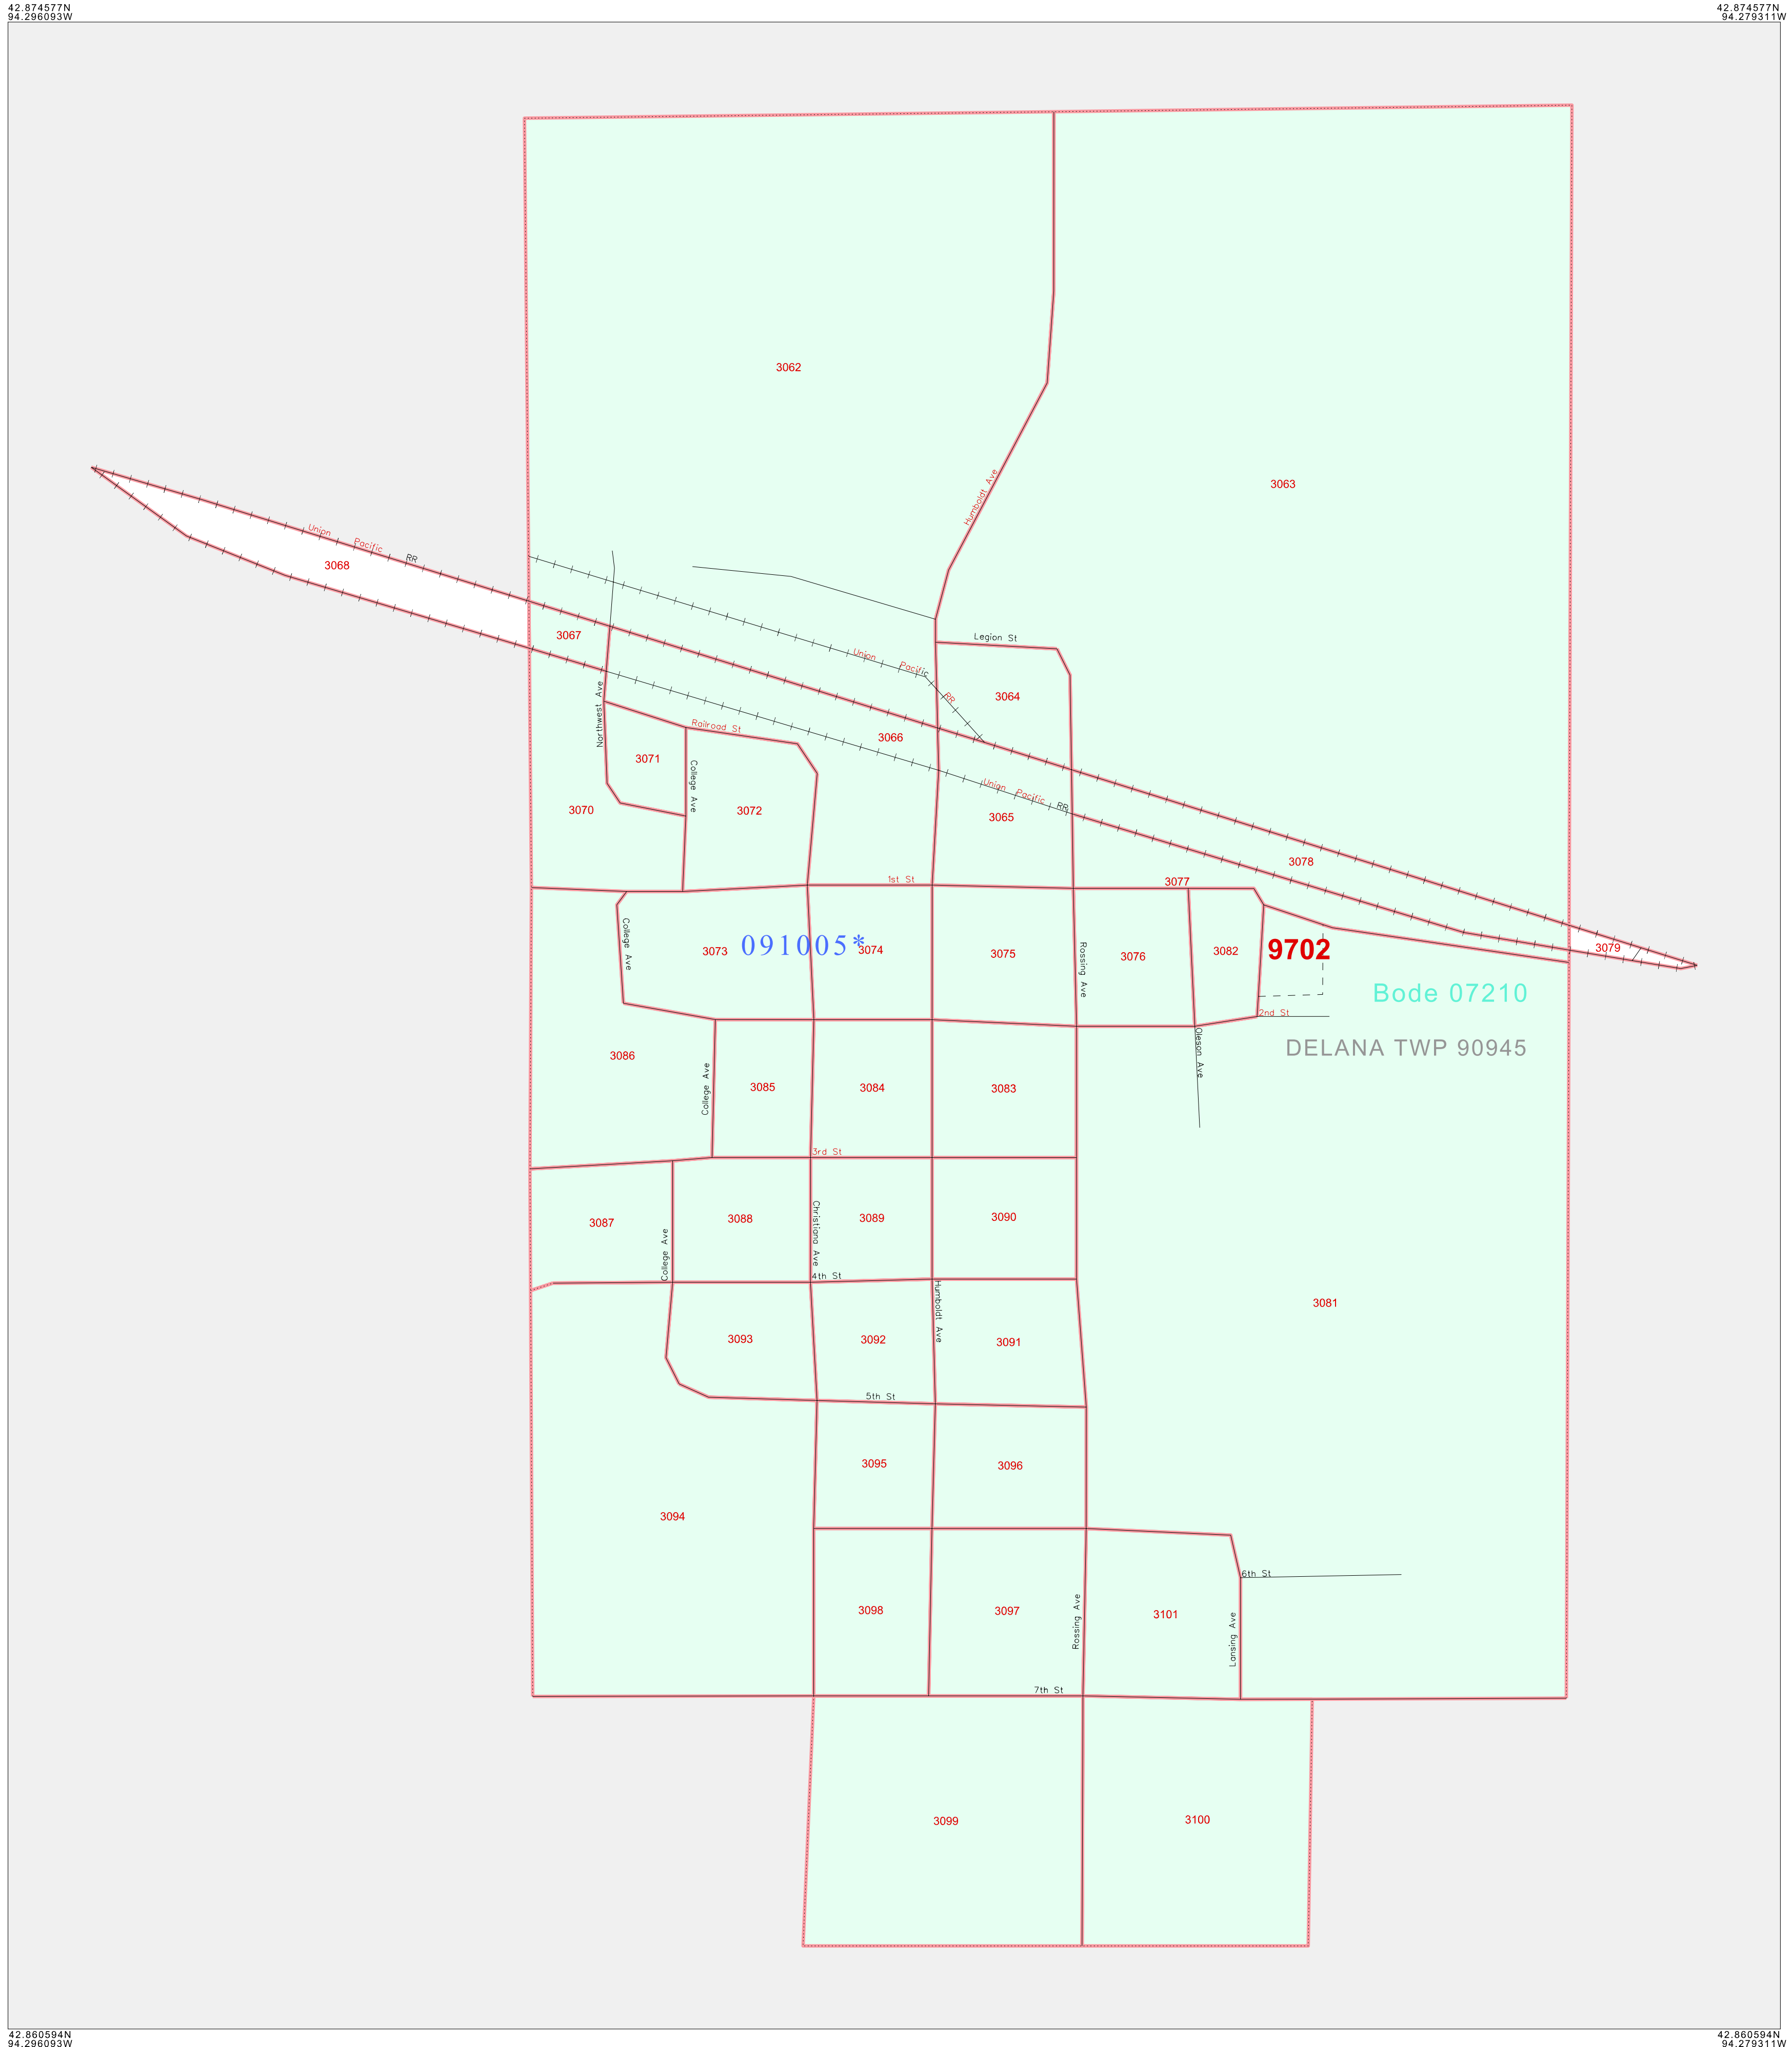 42.874577N
94.296093W
42.874577N
94.279311W
3062
3063
Humboldt Ave
Union Pacific RR
3068
3067
Legion St
Union Pacific RR
3064
Northwest Ave
Railroad St
3066
3071
College Ave
3070
3072
Union Pacific RR
3065
3078
1st St
3077
College Ave
3073
091005*
3074
3075
Rossing Ave
3076
3082
9702
3079
Bode 07210
2nd St
DELANA TWP 90945
Oleson Ave
3086
College Ave
3085
3084
3083
3rd St
3087
College Ave
3088
Christiana Ave
3089
3090
4th St
Humboldt Ave
3081
3093
3092
3091
5th St
3095
3096
3094
6th St
3098
3097
Rossing Ave
3101
Lansing Ave
7th St
3099
3100
42.860594N
94.296093W
42.860594N
94.279311W